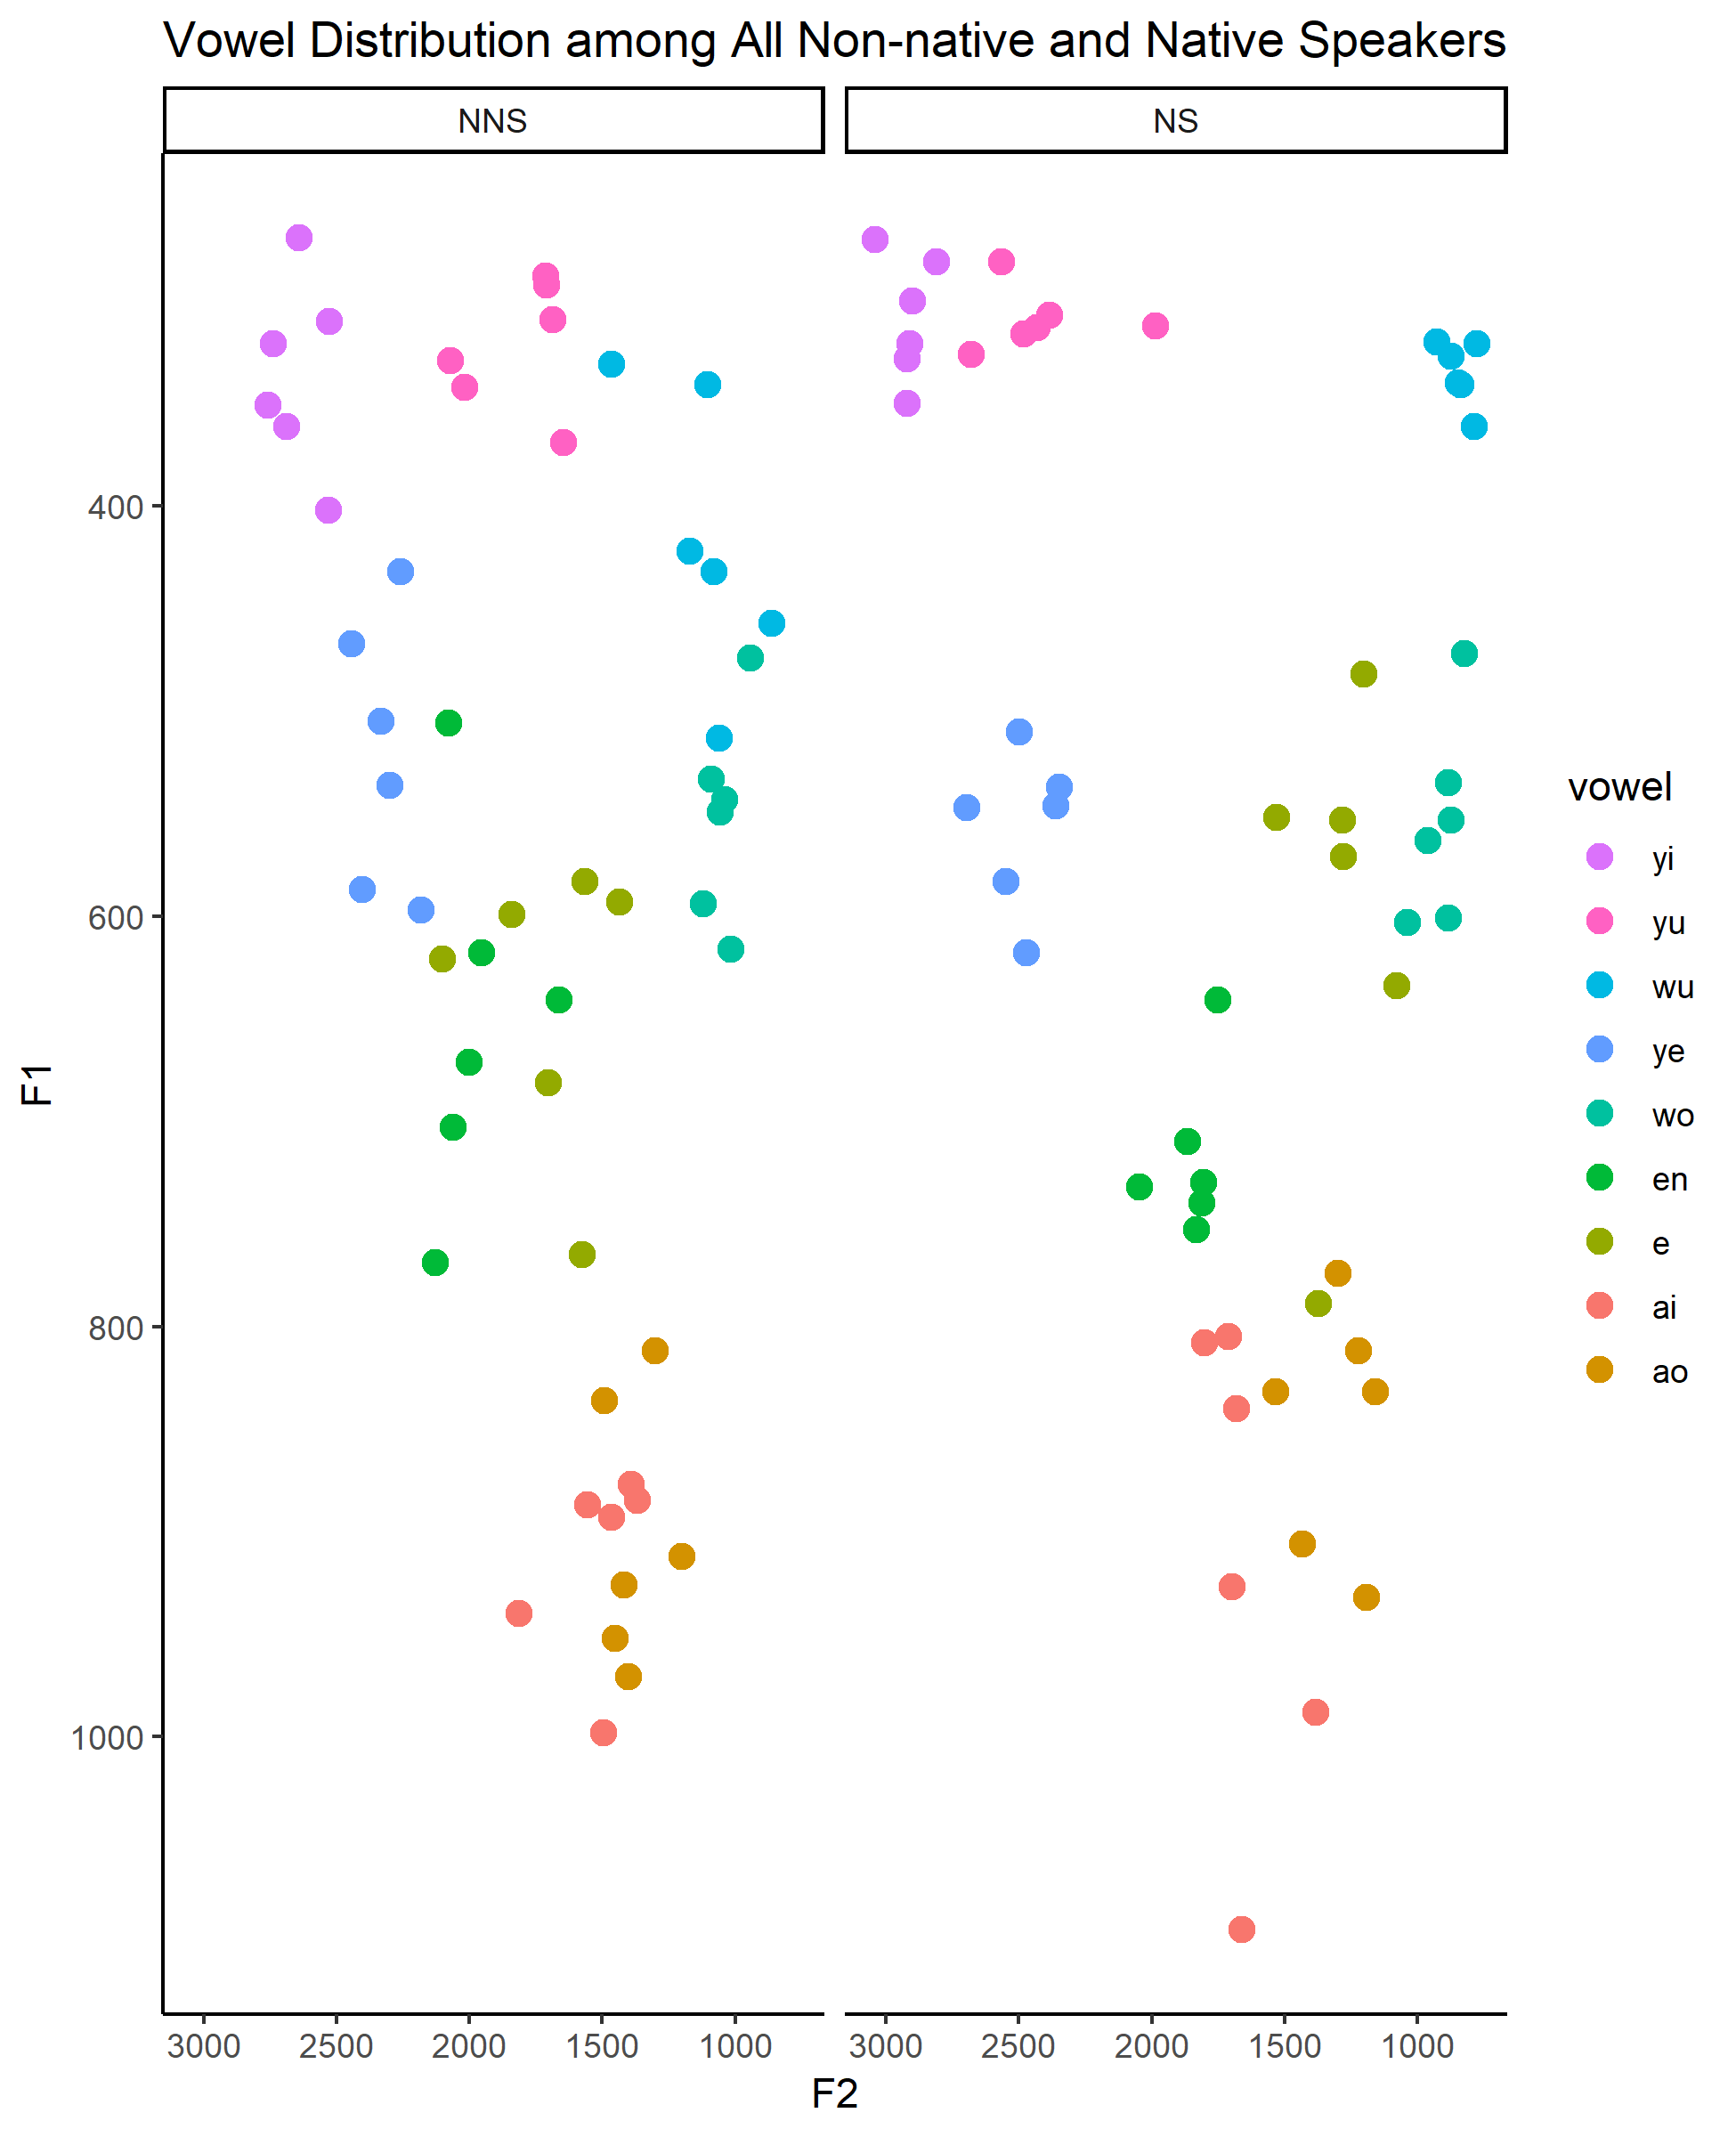 Vowel Distribution among All Non-native and Native Speakers
NNS
NS
400
600
800
1000
F1
3000
2500
2000
1500
1000
3000
2500
2000
1500
1000
F2
vowel
yi
yu
wu
ye
wo
en
e
ai
ao